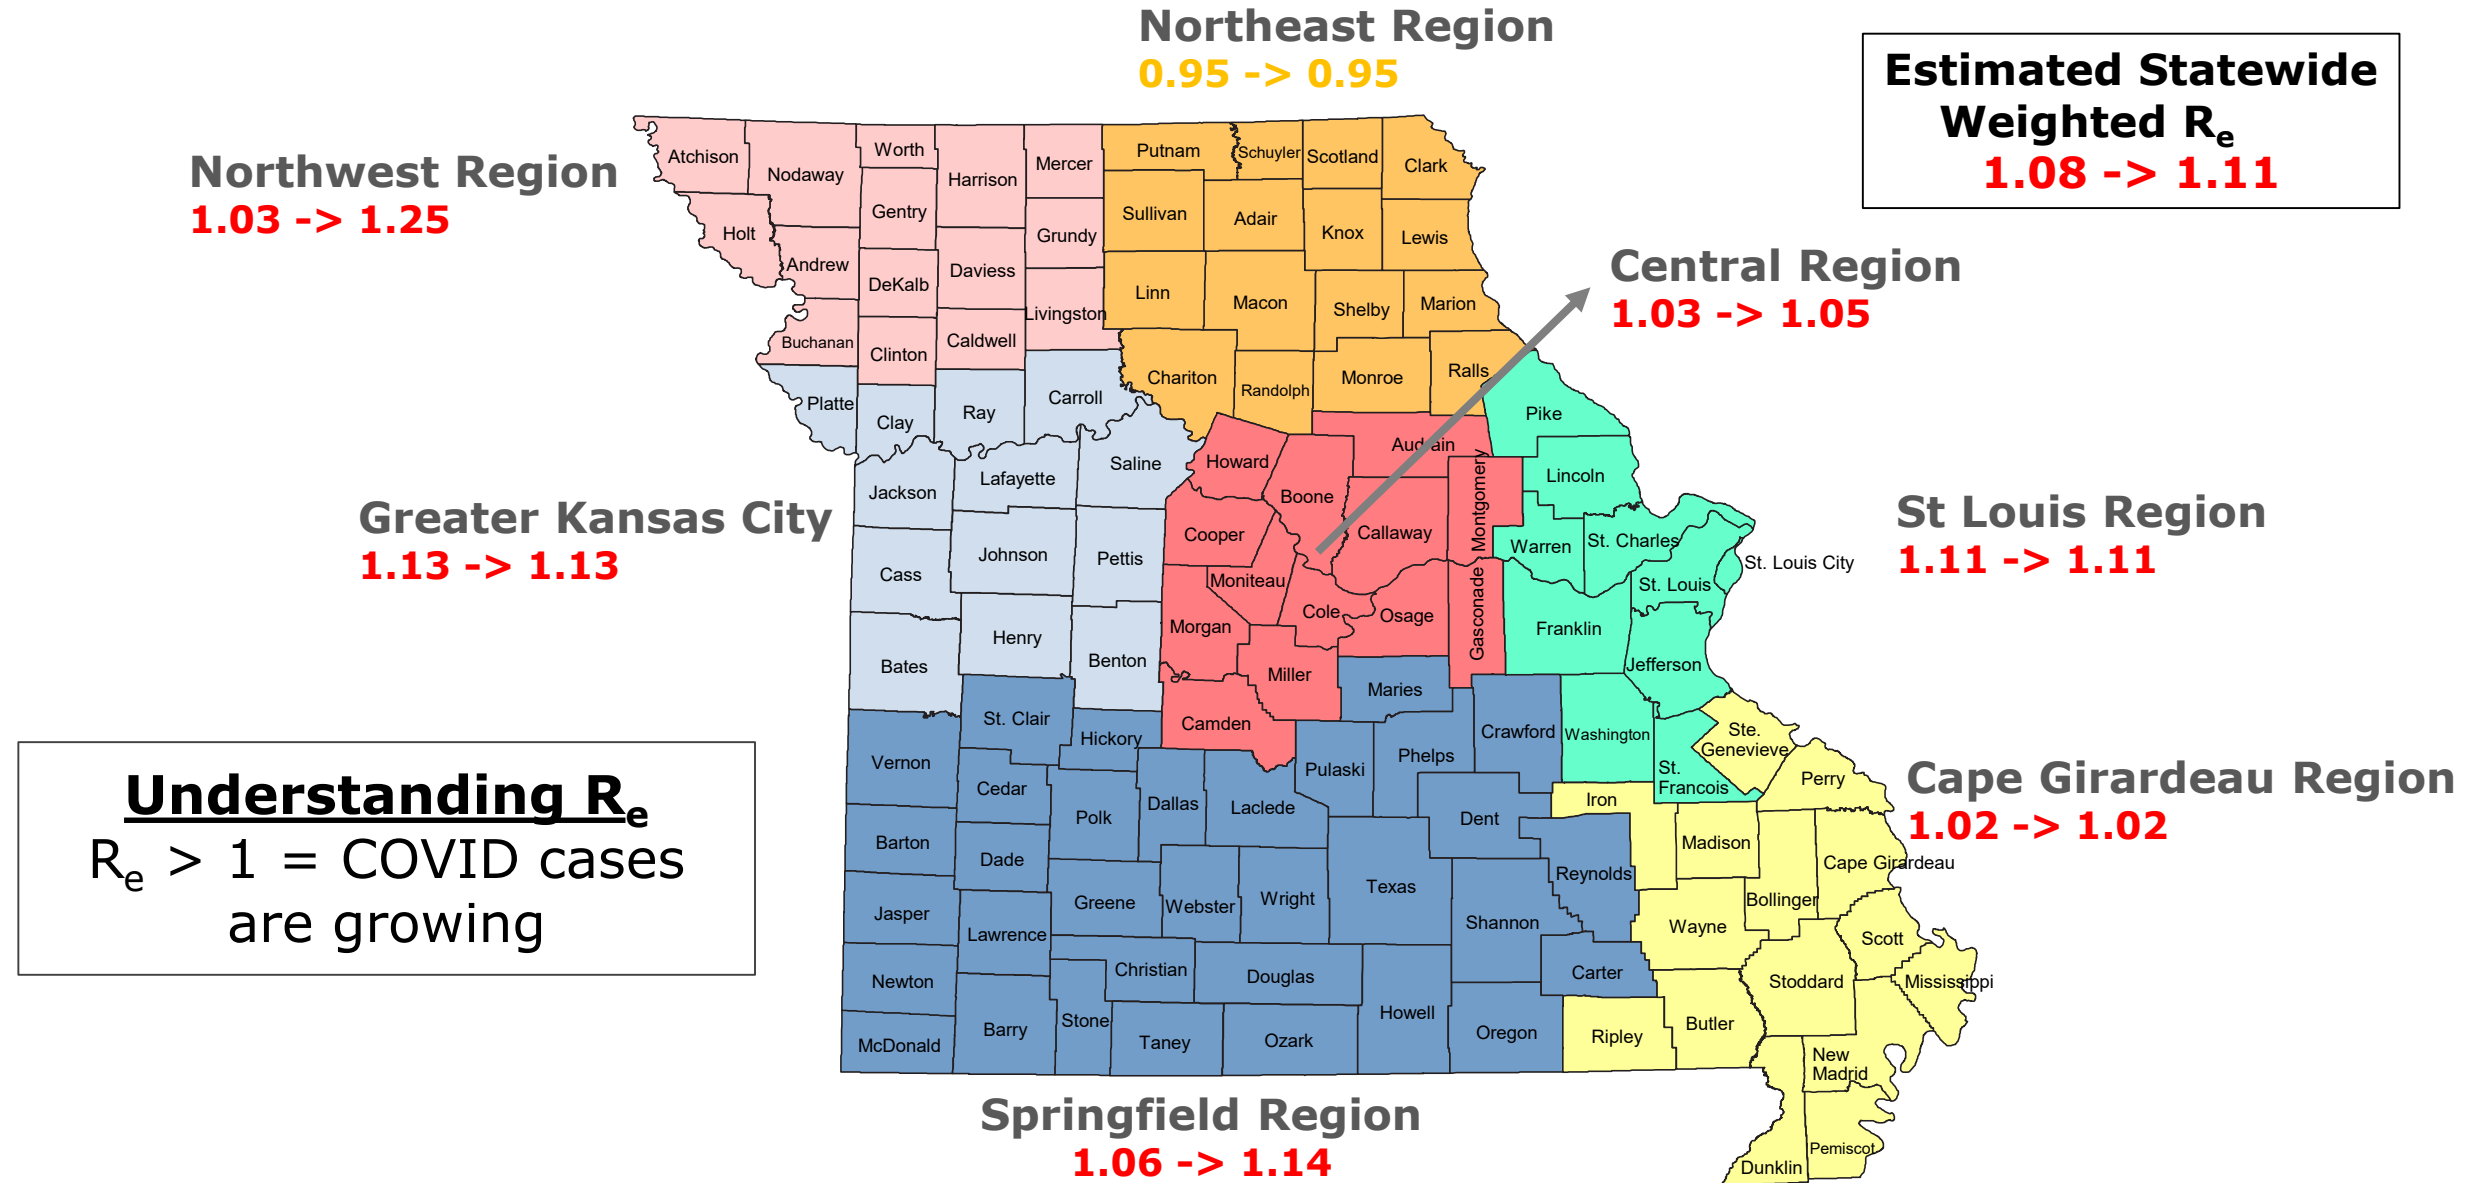 Northeast Region
0.95 -> 0.95
Estimated Statewide
Weighted Re
1.08 -> 1.11
Northwest Region
1.03 -> 1.25
Central Region
1.03 -> 1.05
Greater Kansas City
1.13 -> 1.13
St Louis Region
1.11 -> 1.11
Understanding Re
Re > 1 = COVID cases
are growing
Cape Girardeau Region
1.02 -> 1.02
Springfield Region
1.06 -> 1.14
Atchison
Nodaway
Worth
Harrison
Mercer
Putnam
Schuyler
Scotland
Clark
Holt
Andrew
Gentry
DeKalb
Daviess
Grundy
Livingston
Sullivan
Adair
Knox
Lewis
Linn
Macon
Shelby
Marion
Buchanan
Clinton
Caldwell
Chariton
Randolph
Monroe
Ralls
Platte
Clay
Ray
Carroll
Pike
Audrain
Howard
Boone
Saline
Lafayette
Jackson
Lincoln
Montgomery
Cooper
Callaway
Warren
St. Charles
St. Louis City
Johnson
Pettis
Cass
Moniteau
St. Louis
Cole
Osage
Gasconade
Franklin
Morgan
Henry
Benton
Bates
Miller
Jefferson
Maries
St. Clair
Camden
Hickory
Crawford
Washington
Ste.
Genevieve
Vernon
Phelps
Pulaski
St.
Francois
Perry
Cedar
Polk
Dallas
Laclede
Iron
Dent
Barton
Dade
Madison
Cape Girardeau
Reynolds
Texas
Bollinger
Jasper
Greene
Webster
Wright
Shannon
Wayne
Lawrence
Scott
Christian
Douglas
Carter
Newton
Stoddard
Mississippi
Barry
Stone
Howell
Oregon
Ripley
Butler
McDonald
Taney
Ozark
New
Madrid
Pemiscot
Dunklin